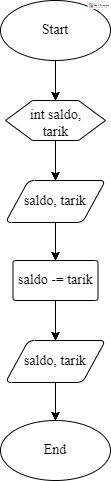 Start
int saldo,
tarik
saldo, tarik
saldo -= tarik
saldo, tarik
End